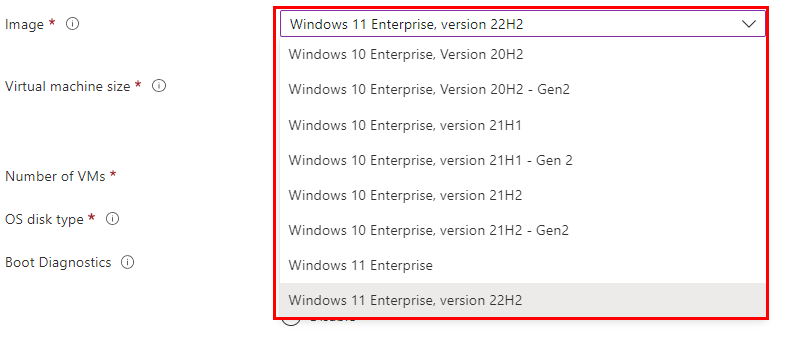 Image * ⓘ Windows 11 Enterprise, version 22H2
Windows 10 Enterprise, Version 20H2
Virtual machine size * ⓘ Windows 10 Enterprise, Version 20H2 - Gen2
Windows 10 Enterprise, version 21H1
Windows 10 Enterprise, version 21H1 - Gen 2
Number of VMs *
Windows 10 Enterprise, version 21H2
OS disk type * ⓘ
Windows 10 Enterprise, version 21H2 - Gen2
Boot Diagnostics ⓘ Windows 11 Enterprise
Windows 11 Enterprise, version 22H2